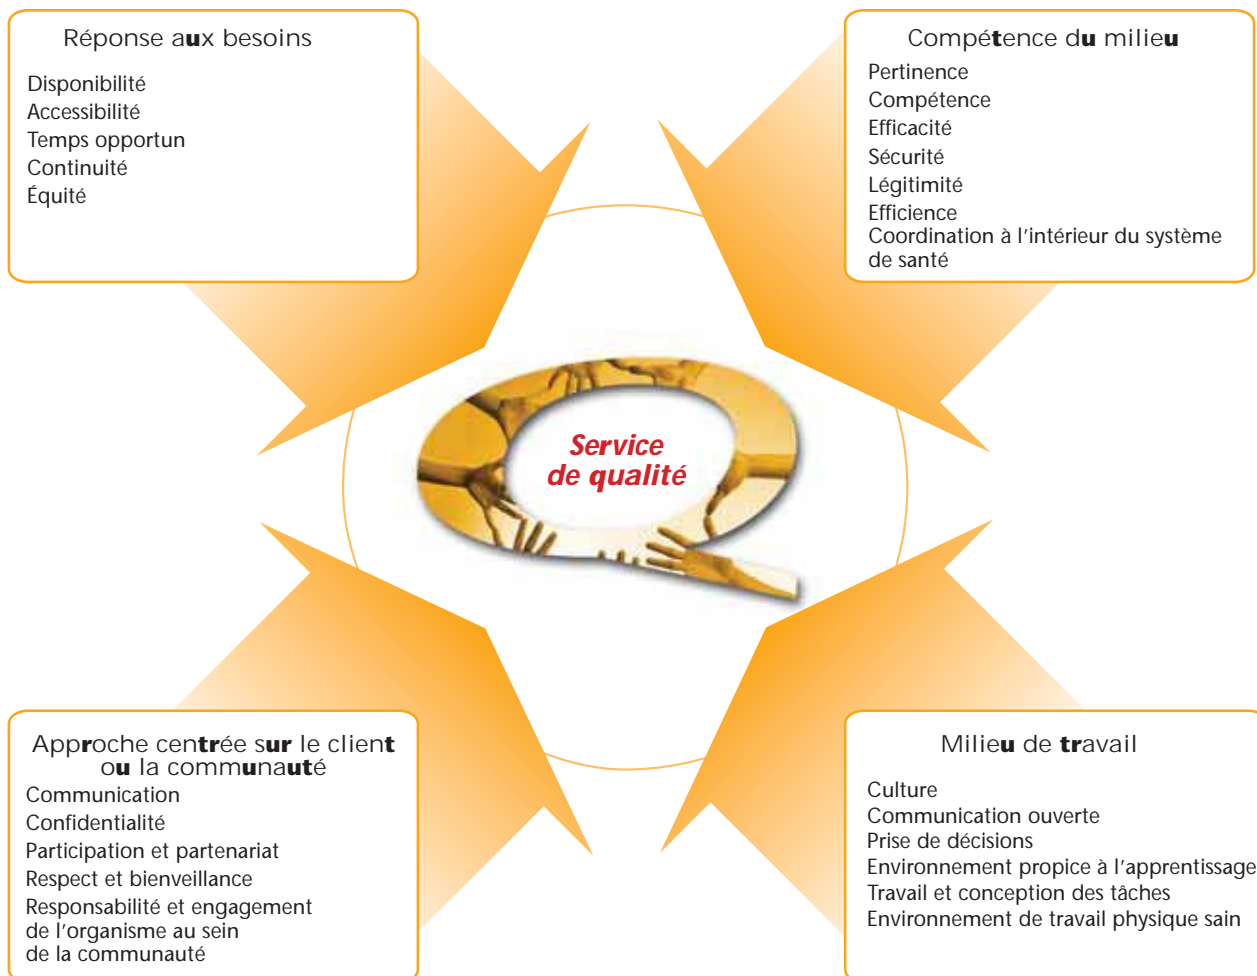 Réponse aux besoins
Disponibilité
Accessibilité
Temps opportun
Continuité
Équité
Compétence du milieu
Pertinence
Compétence
Efficacité
Sécurité
Légitimité
Efficience
Coordination à l'intérieur du système
de santé
Service
de qualité
Approche centrée sur le client
ou la communauté
Communication
Confidentialité
Participation et partenariat
Respect et bienveillance
Responsabilité et engagement
de l'organisme au sein
de la communauté
Milieu de travail
Culture
Communication ouverte
Prise de décisions
Environnement propice à l'apprentissage
Travail et conception des tâches
Environnement de travail physique sain